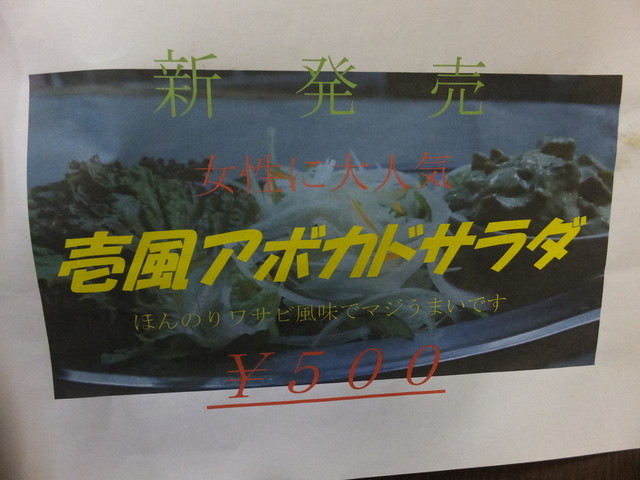 新発売
女性に大人気
壱風アボカドサラダ
ほんのりワサビ風味でマジうまいです
￥５００